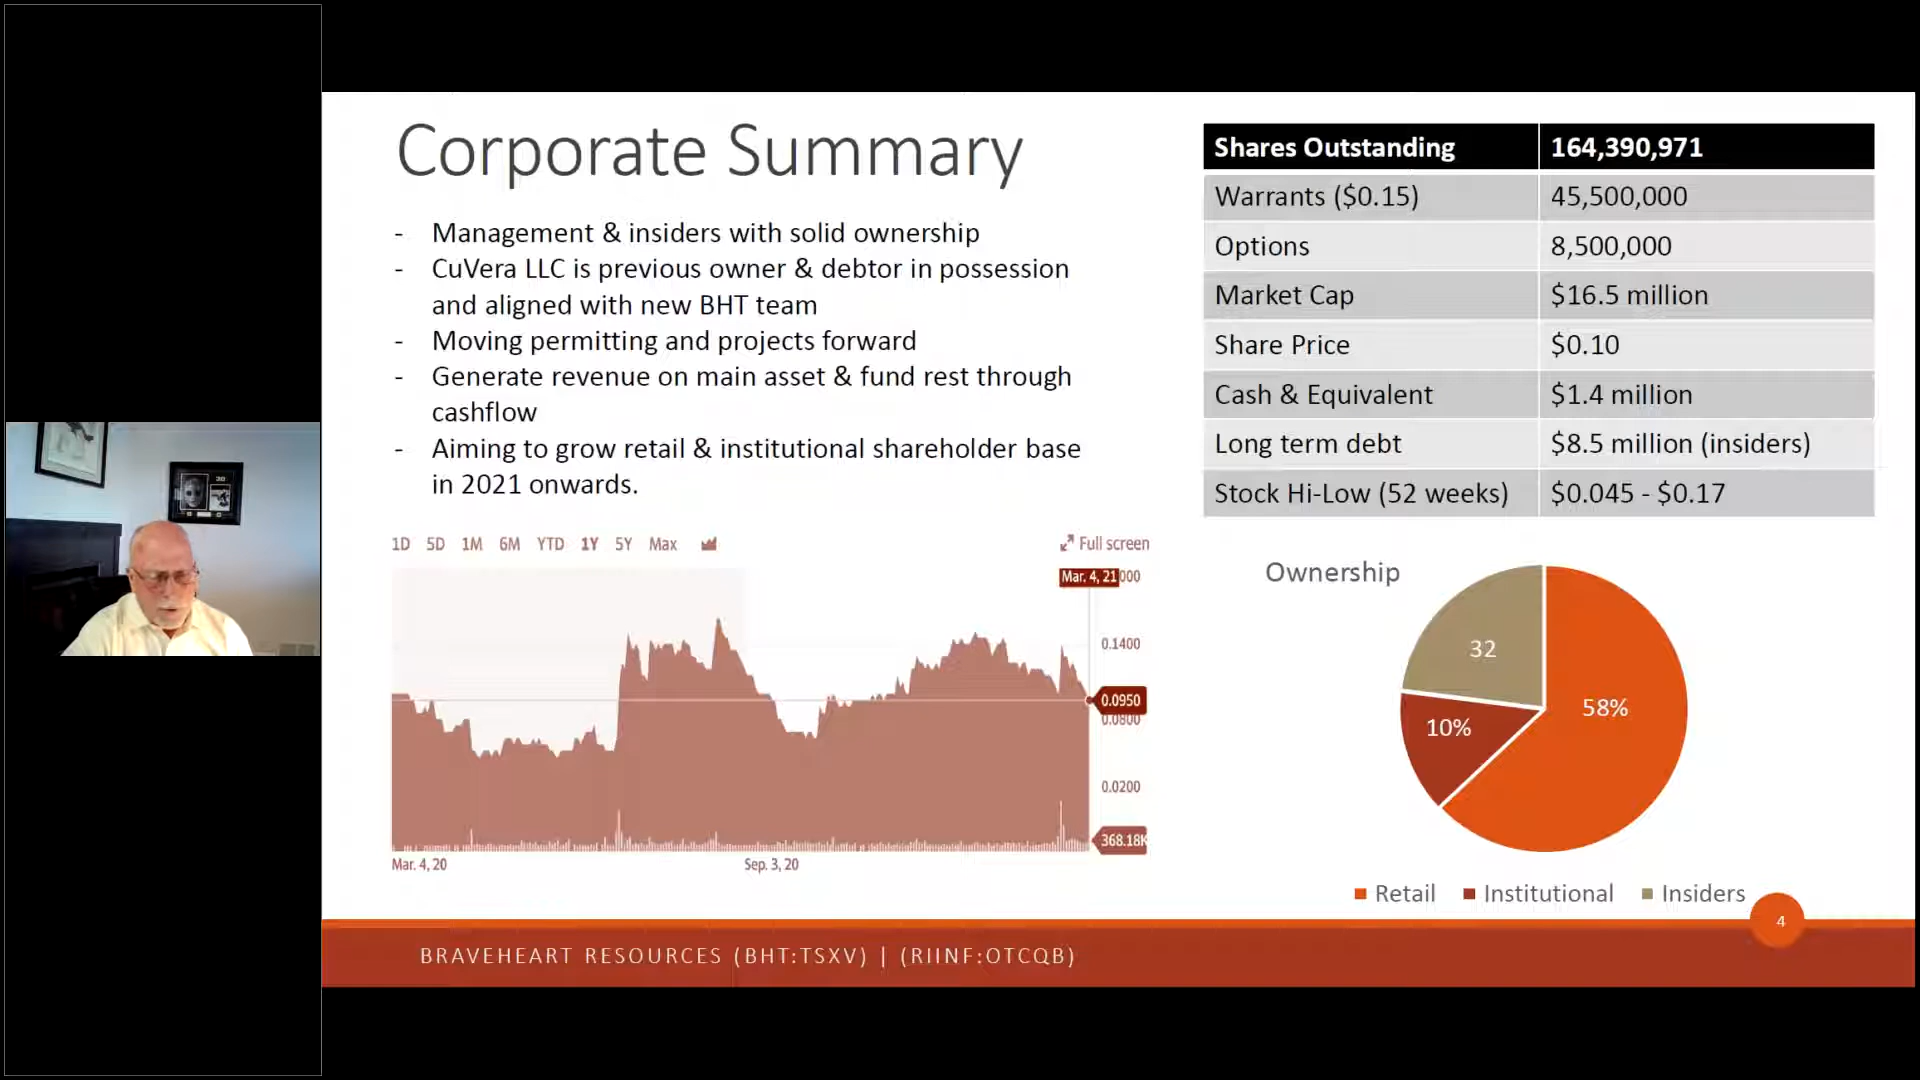 Corporate Summary
- Management & insiders with solid ownership
- CuVera LLC is previous owner & debtor in possession
and aligned with new BHT team
- Moving permitting and projects forward
- Generate revenue on main asset & fund rest through
cashflow
- Aiming to grow retail & institutional shareholder base
in 2021 onwards.
Shares Outstanding 164,390,971
Warrants ($0.15) 45,500,000
Options 8,500,000
Market Cap $16.5 million
Share Price $0.10
Cash & Equivalent $1.4 million
Long term debt $8.5 million (insiders)
Stock Hi-Low (52 weeks) $0.045 - $0.17
1D 5D 1M 6M YTD 1Y 5Y Max Full screen
Mar. 4, 21 000
0.1400
0.0950
0.0800
0.0200
368.18K
Mar. 4, 20 Sep. 3, 20
Ownership
32
58%
10%
Retail Institutional Insiders
4
BRAVEHEART RESOURCES (BHT:TSXV) | (RIINF:OTCQB)